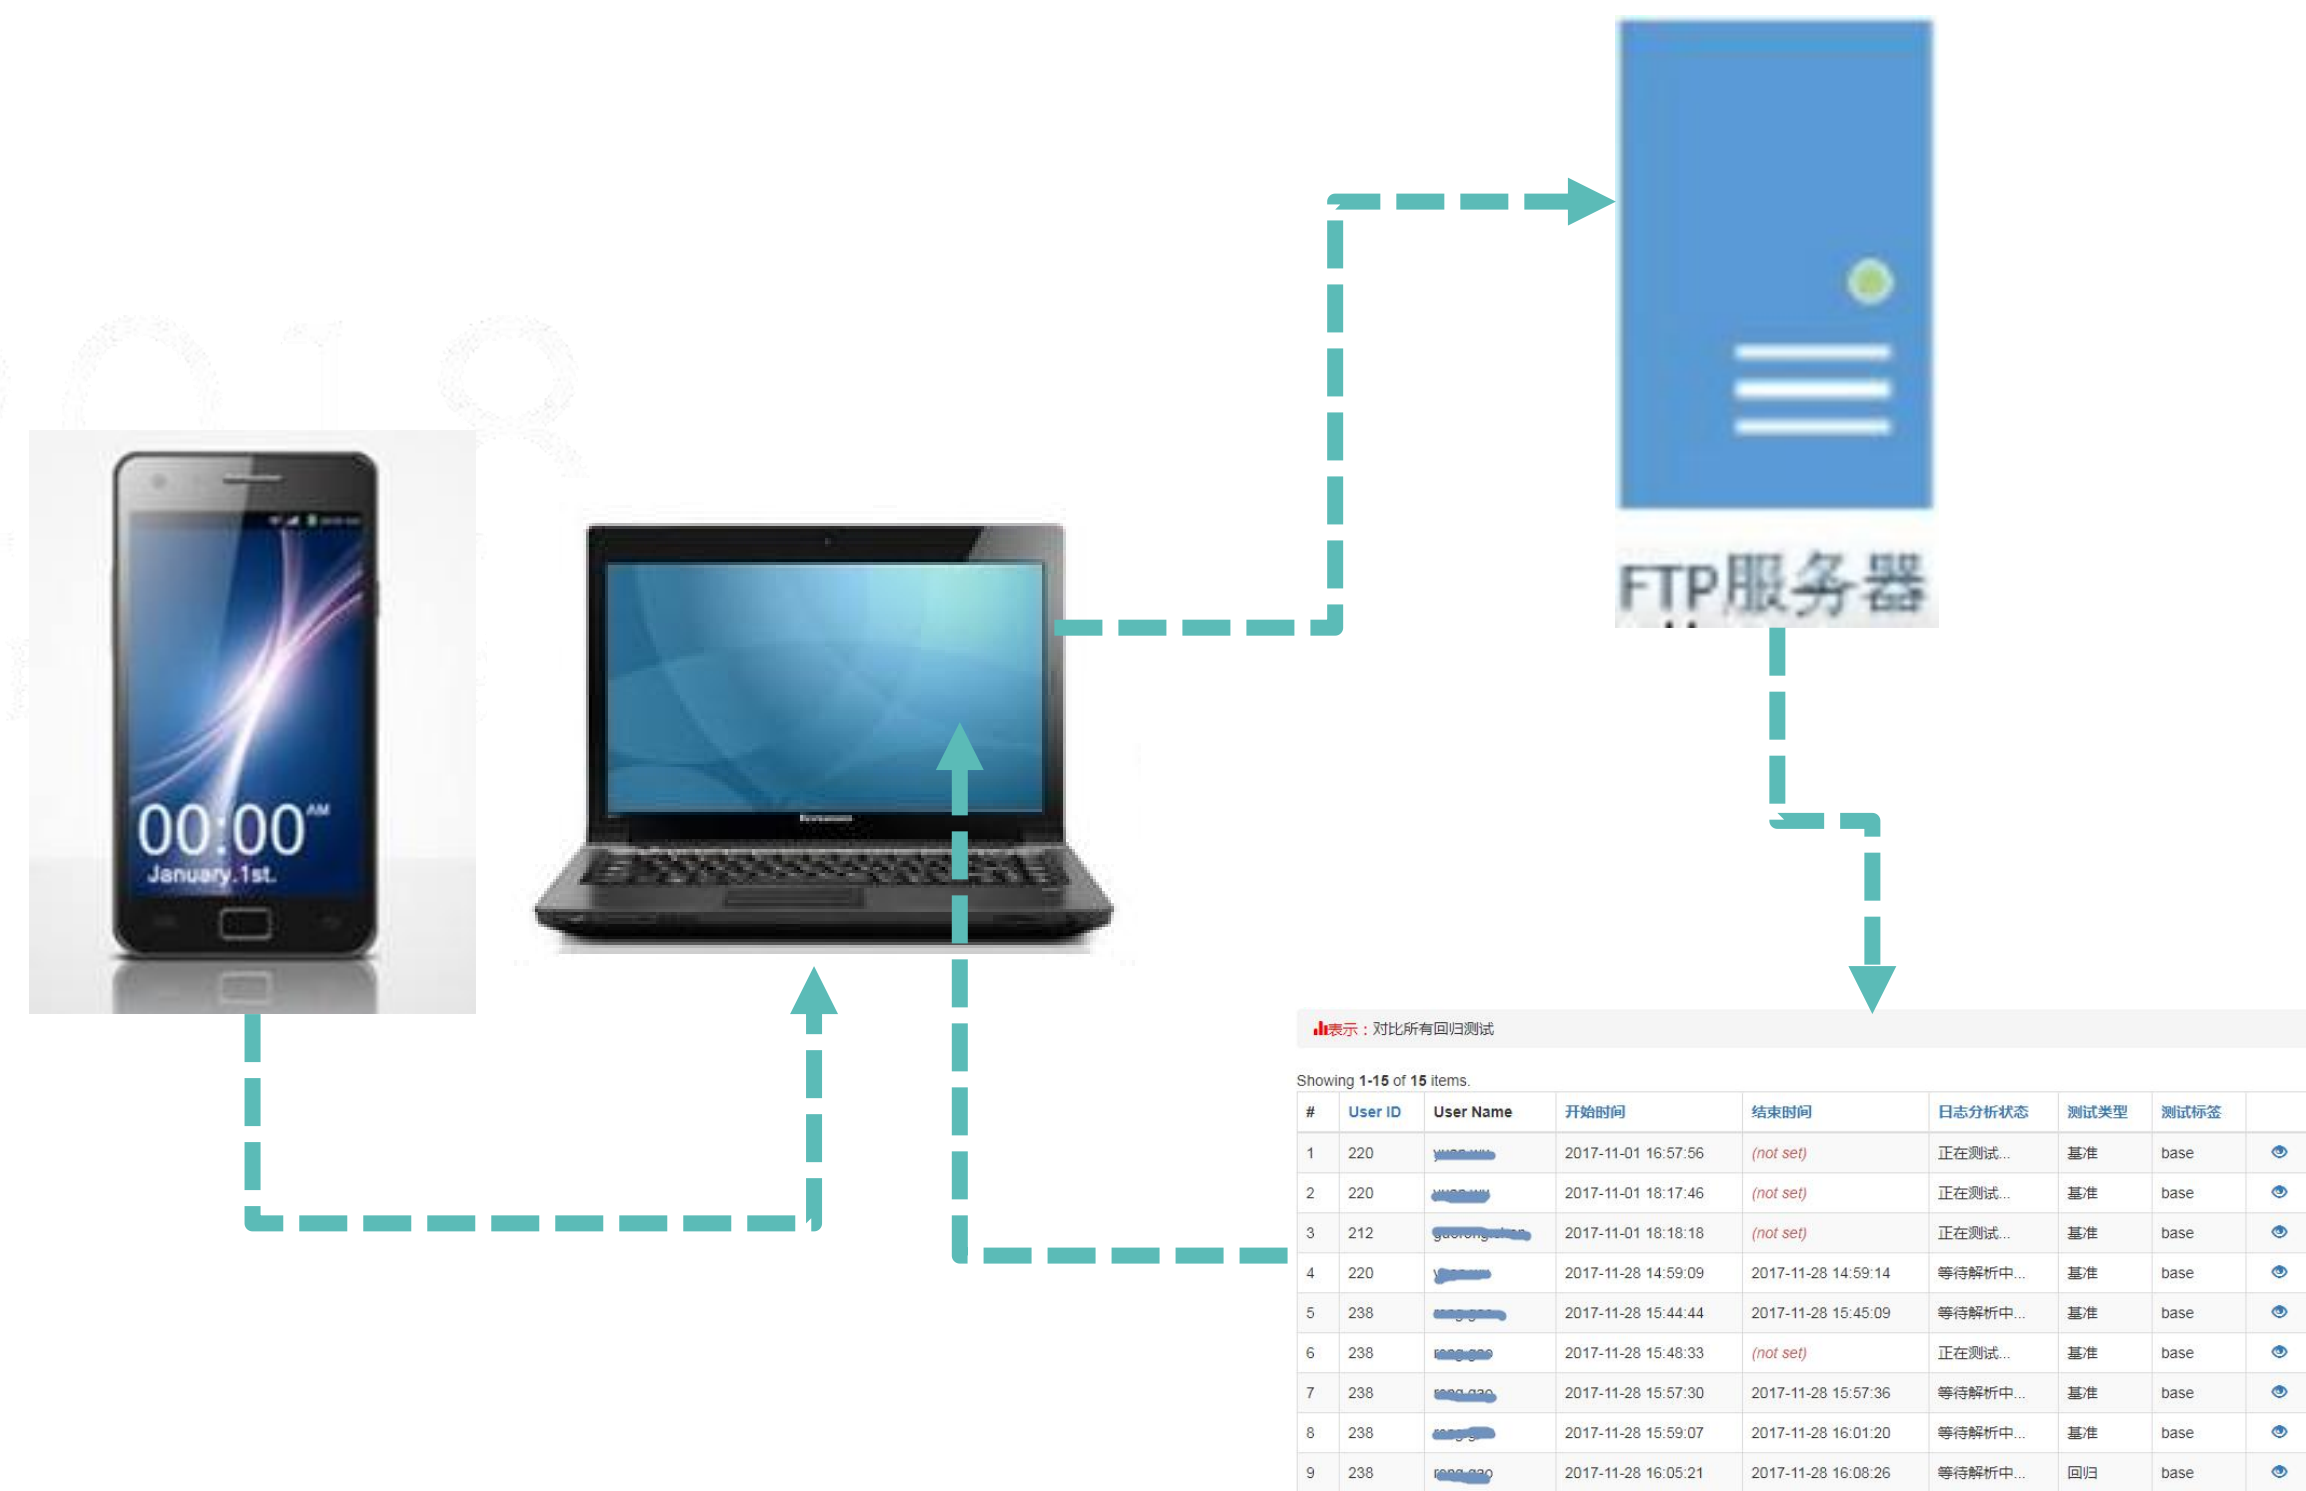 00:00 AM
January.1st.
FTP服务器
表示：对比所有回归测试
Showing 1-15 of 15 items.
# User ID User Name 开始时间 结束时间 日志分析状态 测试类型 测试标签
1 220 2017-11-01 16:57:56 (not set) 正在测试... 基准 base
2 220 2017-11-01 18:17:46 (not set) 正在测试... 基准 base
3 212 2017-11-01 18:18:18 (not set) 正在测试... 基准 base
4 220 2017-11-28 14:59:09 2017-11-28 14:59:14 等待解析中... 基准 base
5 238 2017-11-28 15:44:44 2017-11-28 15:45:09 等待解析中... 基准 base
6 238 2017-11-28 15:48:33 (not set) 正在测试... 基准 base
7 238 2017-11-28 15:57:30 2017-11-28 15:57:36 等待解析中... 基准 base
8 238 2017-11-28 15:59:07 2017-11-28 16:01:20 等待解析中... 基准 base
9 238 2017-11-28 16:05:21 2017-11-28 16:08:26 等待解析中... 回归 base